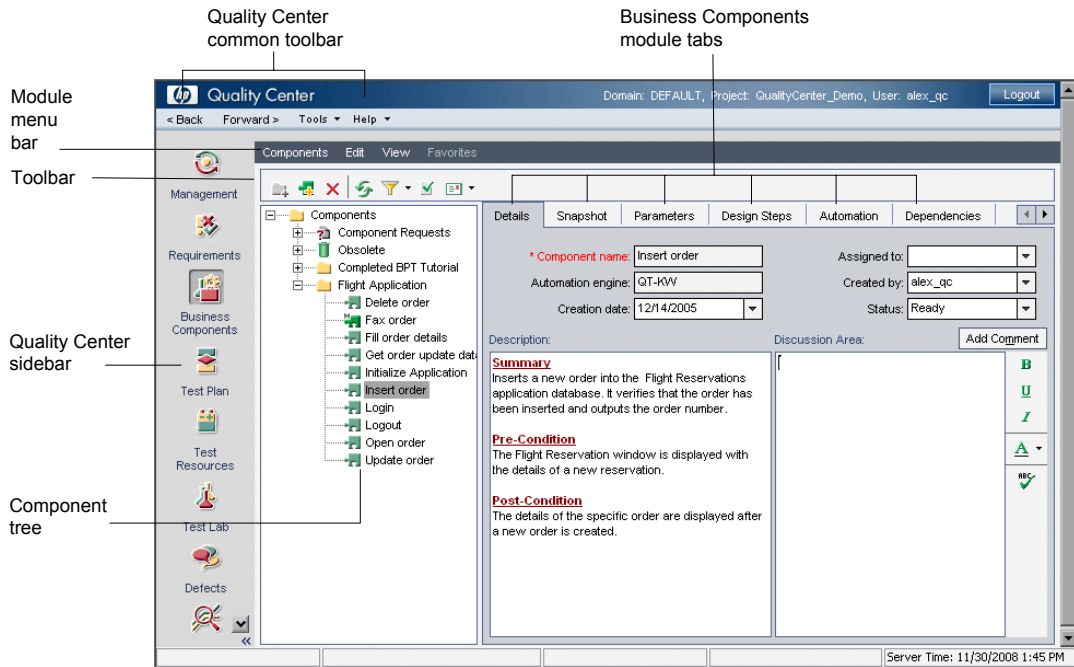 Quality Center
common toolbar
Business Components
module tabs
Module
menu
bar
Toolbar
Quality Center
sidebar
Component
tree
hp Quality Center
Domain: DEFAULT, Project: QualityCenter_Demo, User: alex_qc
Logout
< Back Forward > Tools Help
Components Edit View Favorites
Management
Requirements
Business
Components
Test Plan
Test
Resources
Test Lab
Defects
«
Components
Component Requests
Obsolete
Completed BPT Tutorial
Flight Application
Delete order
Fax order
Fill order details
Get order update data
Initialize Application
Insert order
Login
Logout
Open order
Update order
Details Snapshot Parameters Design Steps Automation Dependencies
* Component name: Insert order
Assigned to:
Automation engine: QT-KW
Created by: alex_qc
Creation date: 12/14/2005
Status: Ready
Description:
Discussion Area:
Add Comment
Summary
Inserts a new order into the Flight Reservations
application database. It verifies that the order has
been inserted and outputs the order number.
Pre-Condition
The Flight Reservation window is displayed with
the details of a new reservation.
Post-Condition
The details of the specific order are displayed after
a new order is created.
B
U
I
A
ABC
Server Time: 11/30/2008 1:45 PM